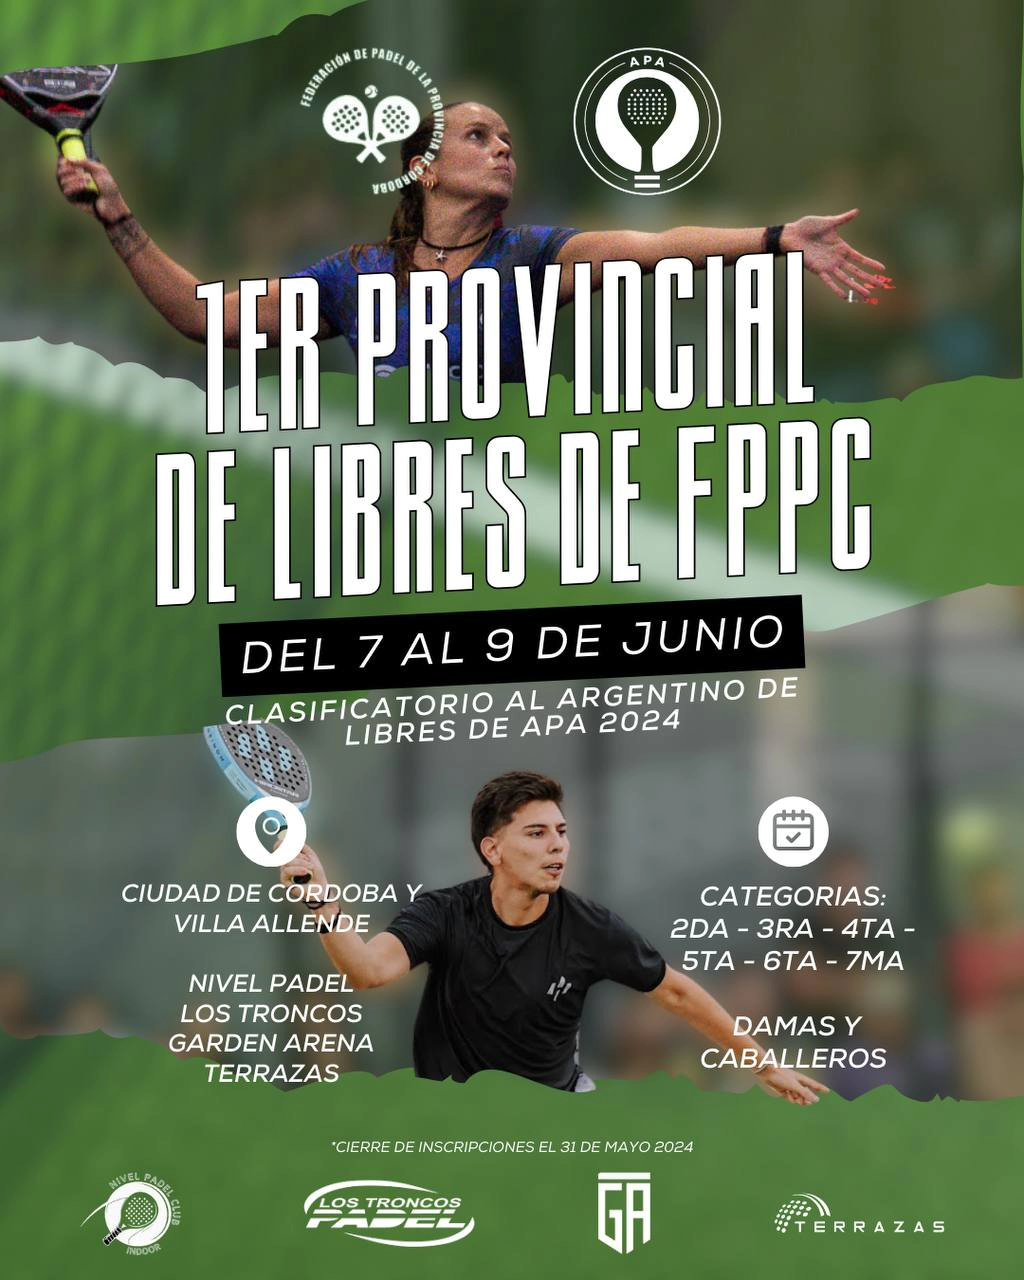 FEDERACIÓN DE PADEL DE LA PROVINCIA DE CÓRDOBA
APA
1ER PROVINCIAL
DE LIBRES DE FPPC
DEL 7 AL 9 DE JUNIO
CLASIFICATORIO AL ARGENTINO DE
LIBRES DE APA 2024
CIUDAD DE CORDOBA Y
VILLA ALLENDE
NIVEL PADEL
LOS TRONCOS
GARDEN ARENA
TERRAZAS
CATEGORIAS:
2DA - 3RA - 4TA -
5TA - 6TA - 7MA
DAMAS Y
CABALLEROS
*CIERRE DE INSCRIPCIONES EL 31 DE MAYO 2024
NIVEL PADEL CLUB
INDOOR
LOS TRONCOS
PADEL
GA
TERRAZAS